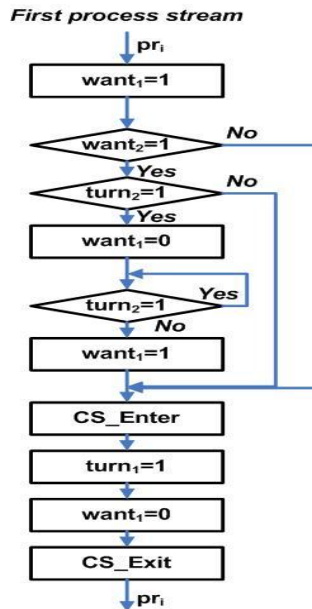 First process stream
prᵢ
want₁=1
want₂=1
No
Yes
turn₂=1
No
Yes
want₁=0
turn₂=1
Yes
No
want₁=1
CS_Enter
turn₁=1
want₁=0
CS_Exit
prᵢ